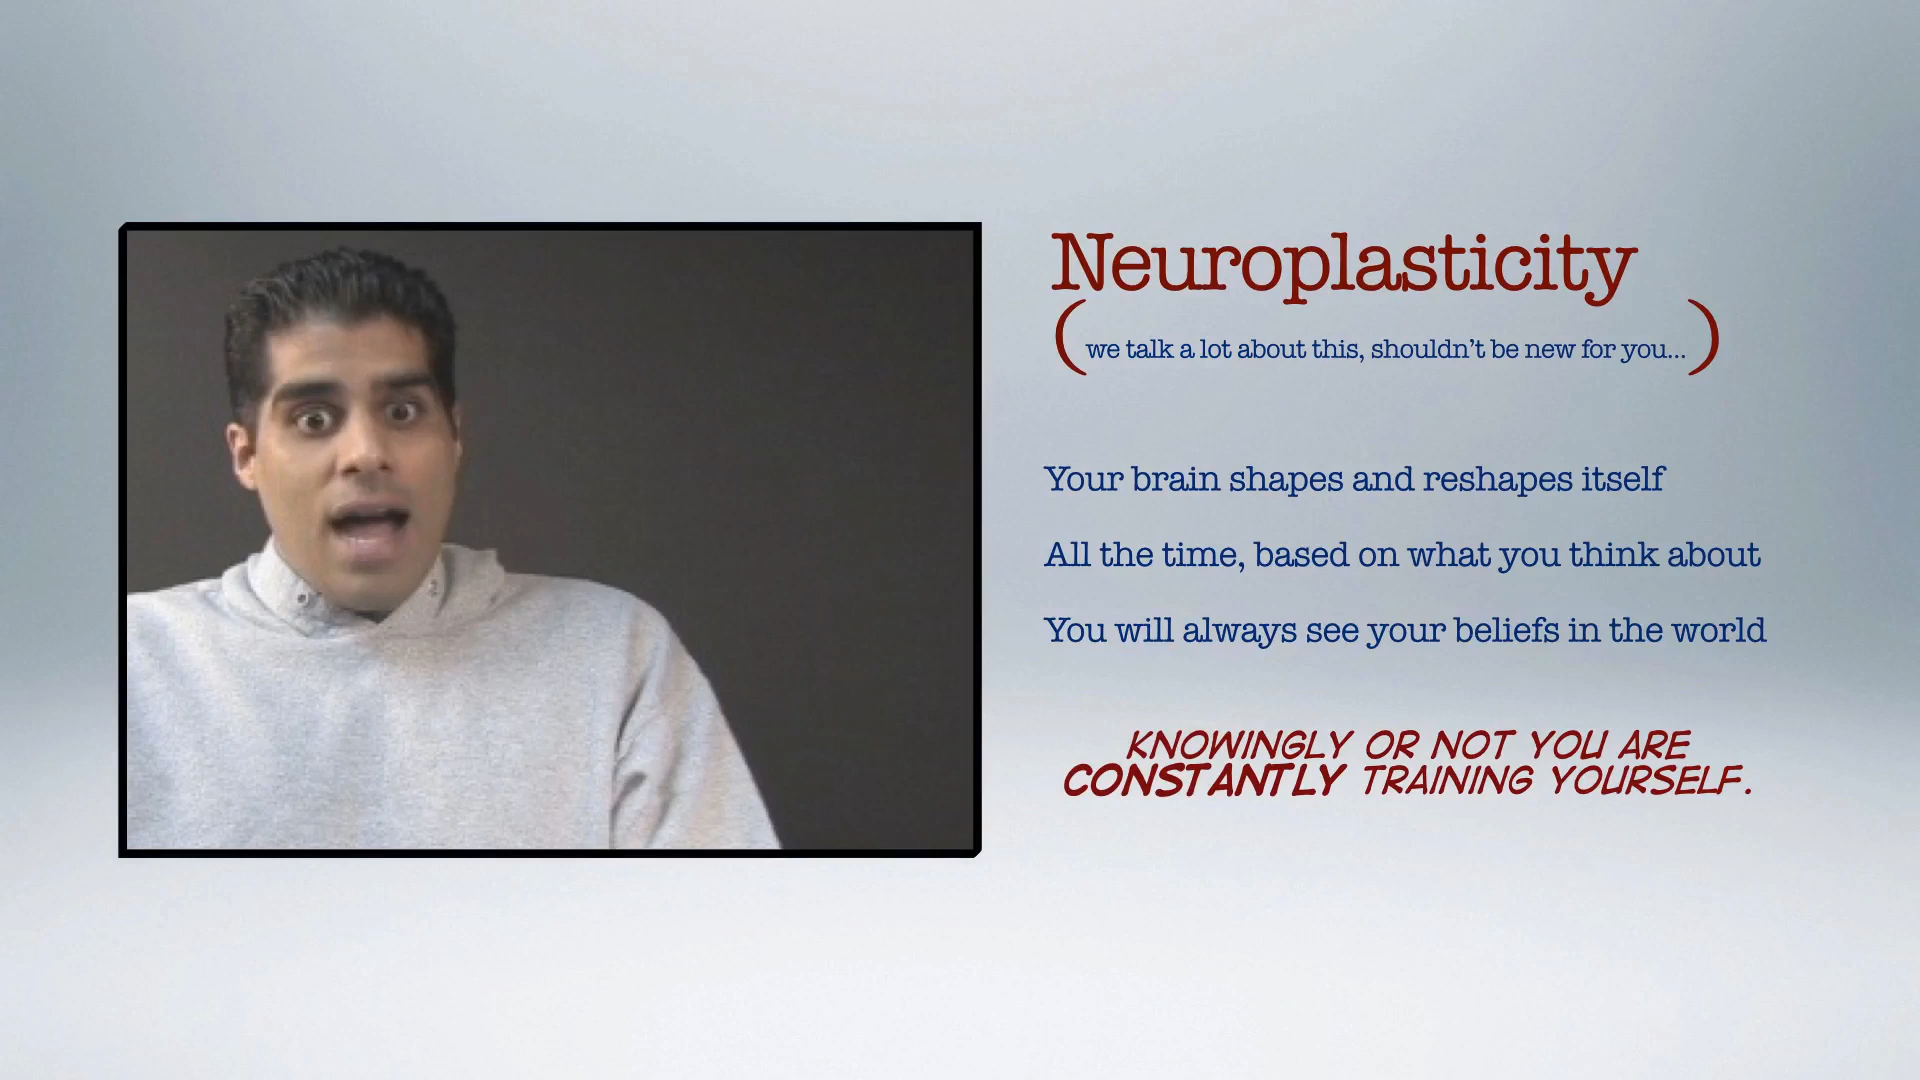 Neuroplasticity
(we talk a lot about this, shouldn't be new for you...)
Your brain shapes and reshapes itself
All the time, based on what you think about
You will always see your beliefs in the world
KNOWINGLY OR NOT YOU ARE
CONSTANTLY TRAINING YOURSELF.